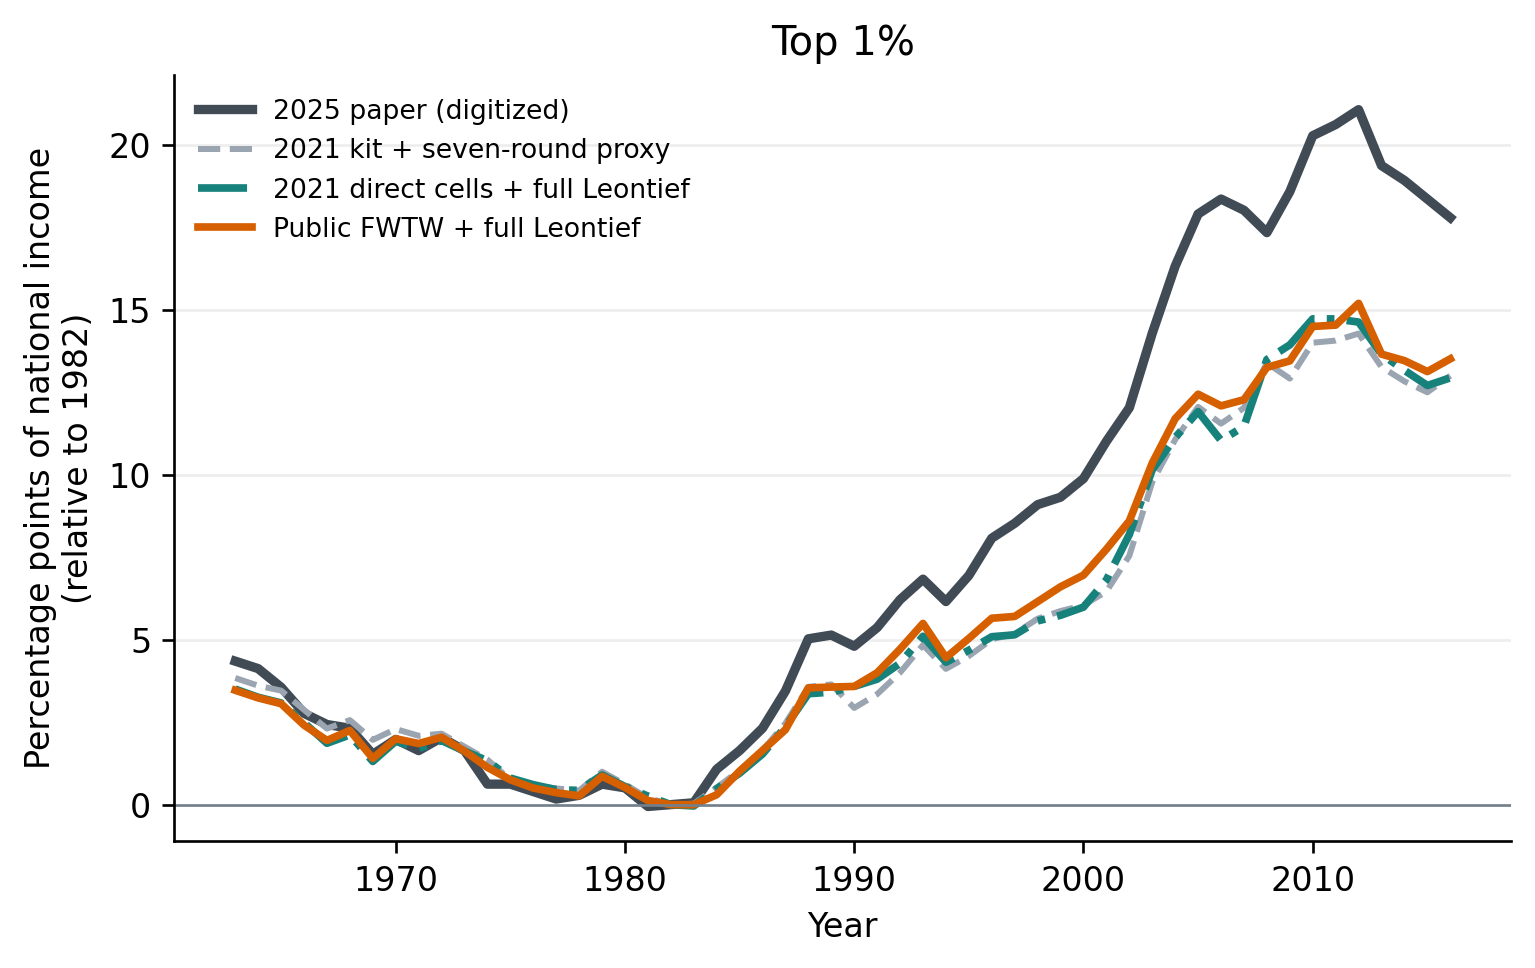 Top 1%
2025 paper (digitized)
2021 kit + seven-round proxy
2021 direct cells + full Leontief
Public FWTW + full Leontief
Percentage points of national income
(relative to 1982)
20
15
10
5
0
1970
1980
1990
2000
2010
Year